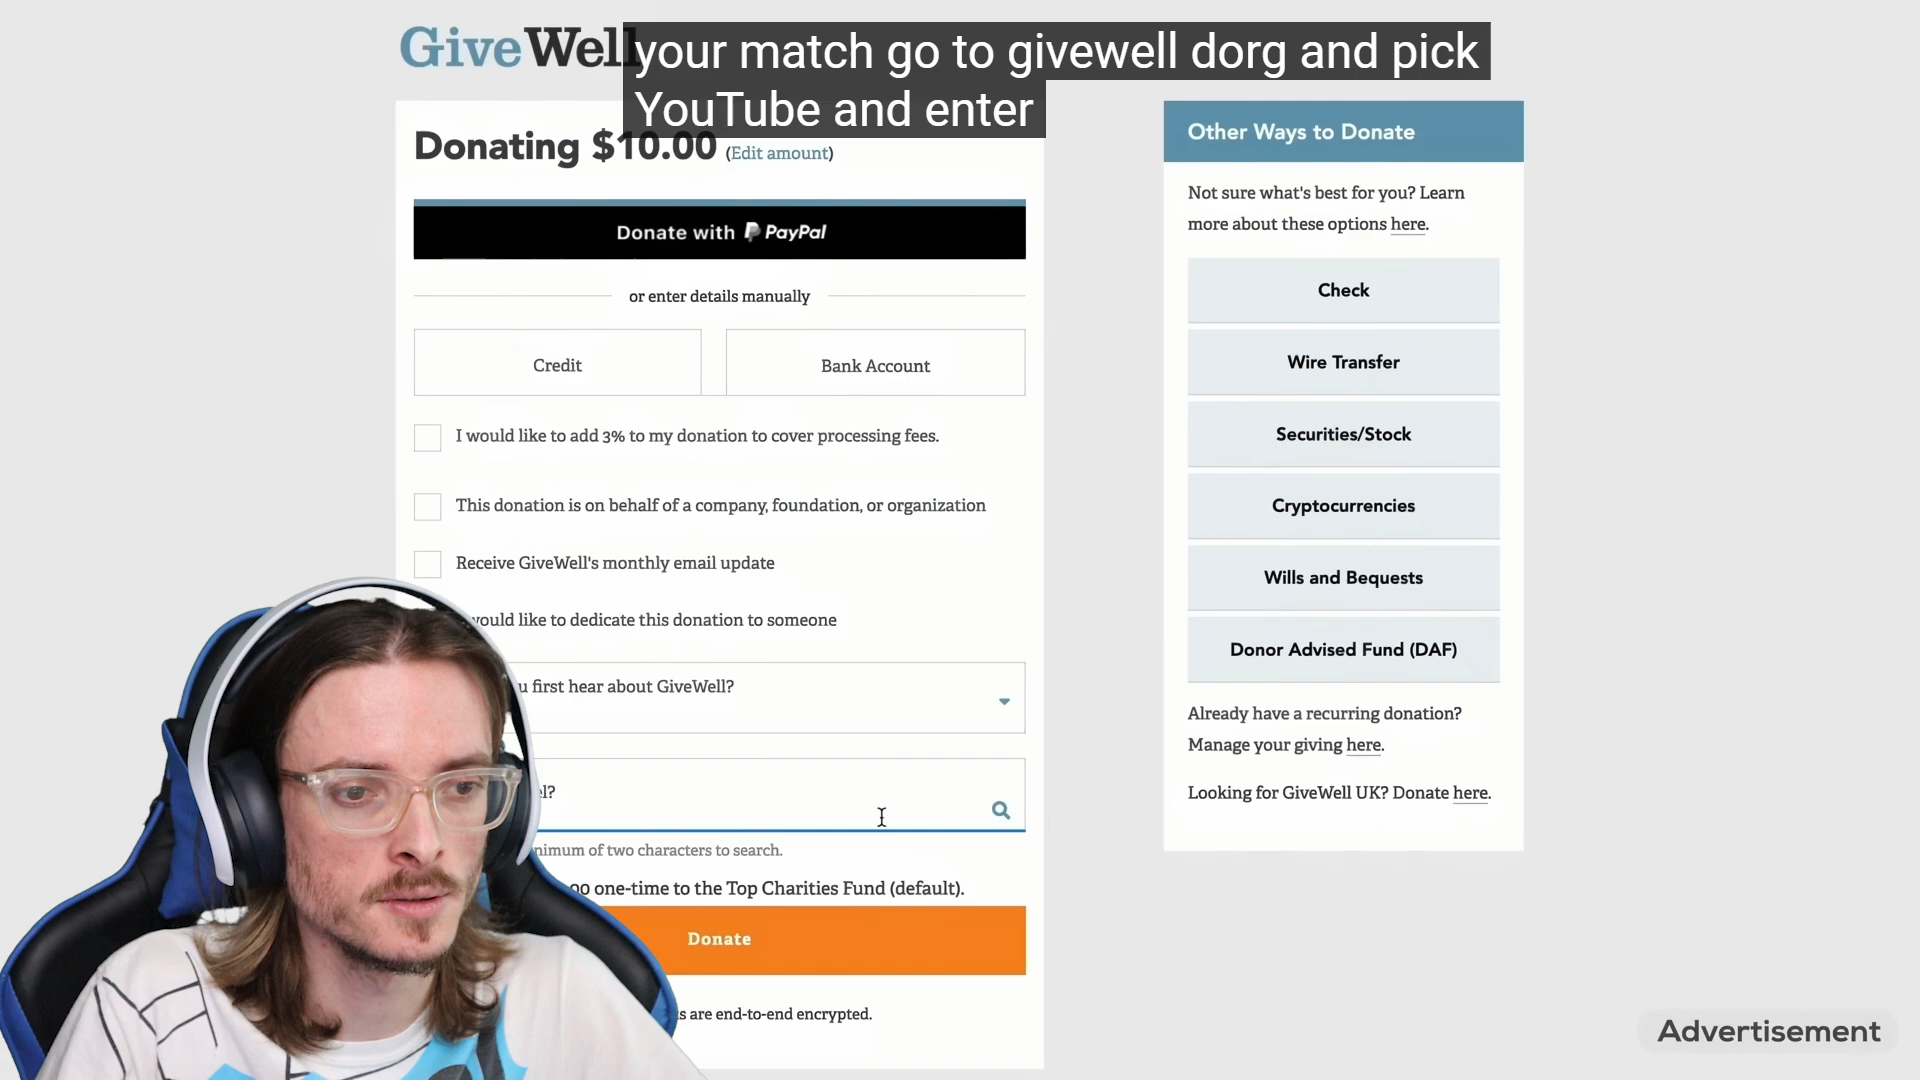 GiveWell
your match go to givewell dorg and pick
YouTube and enter
Donating $10.00 (Edit amount)
Donate with PayPal
or enter details manually
Credit
Bank Account
I would like to add 3% to my donation to cover processing fees.
This donation is on behalf of a company, foundation, or organization
Receive GiveWell's monthly email update
would like to dedicate this donation to someone
u first hear about GiveWell?
el?
nimum of two characters to search.
00 one-time to the Top Charities Fund (default).
Donate
s are end-to-end encrypted.
Other Ways to Donate
Not sure what's best for you? Learn
more about these options here.
Check
Wire Transfer
Securities/Stock
Cryptocurrencies
Wills and Bequests
Donor Advised Fund (DAF)
Already have a recurring donation?
Manage your giving here.
Looking for GiveWell UK? Donate here.
Advertisement